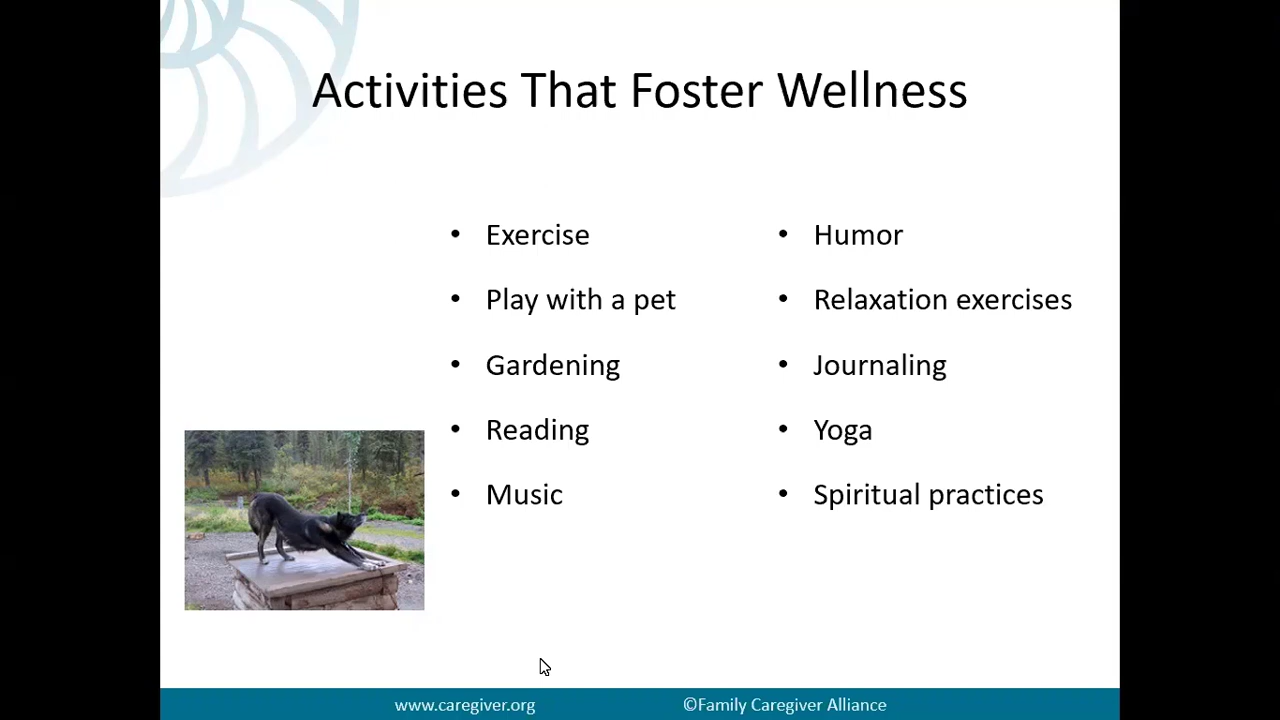 Activities That Foster Wellness
• Exercise
• Play with a pet
• Gardening
• Reading
• Music
• Humor
• Relaxation exercises
• Journaling
• Yoga
• Spiritual practices
www.caregiver.org
©Family Caregiver Alliance